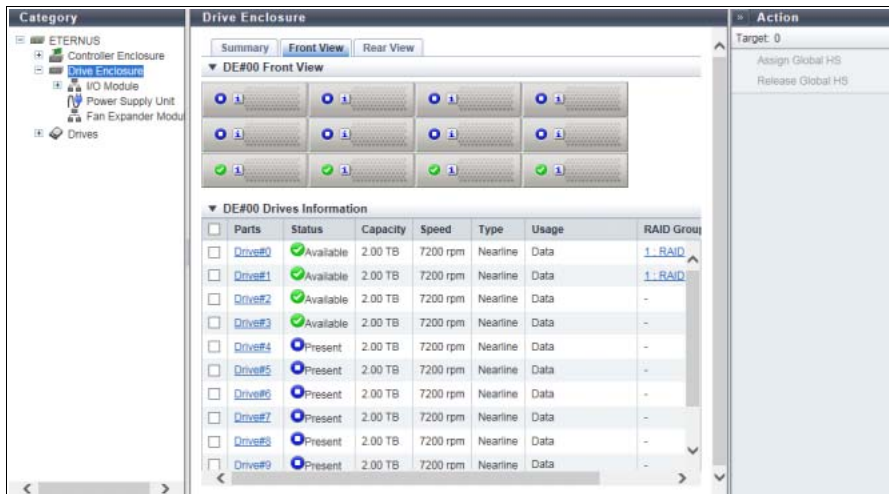 Category
ETERNUS
Controller Enclosure
Drive Enclosure
I/O Module
Power Supply Unit
Fan Expander Modul
Drives
Drive Enclosure
Summary Front View Rear View
▼ DE#00 Front View
▼ DE#00 Drives Information
Parts Status Capacity Speed Type Usage RAID Group
Drive#0 Available 2.00 TB 7200 rpm Nearline Data 1 : RAID
Drive#1 Available 2.00 TB 7200 rpm Nearline Data 1 : RAID
Drive#2 Available 2.00 TB 7200 rpm Nearline Data -
Drive#3 Available 2.00 TB 7200 rpm Nearline Data -
Drive#4 Present 2.00 TB 7200 rpm Nearline Data -
Drive#5 Present 2.00 TB 7200 rpm Nearline Data -
Drive#6 Present 2.00 TB 7200 rpm Nearline Data -
Drive#7 Present 2.00 TB 7200 rpm Nearline Data -
Drive#8 Present 2.00 TB 7200 rpm Nearline Data -
Drive#9 Present 2.00 TB 7200 rpm Nearline Data -
» Action
Target: 0
Assign Global HS
Release Global HS